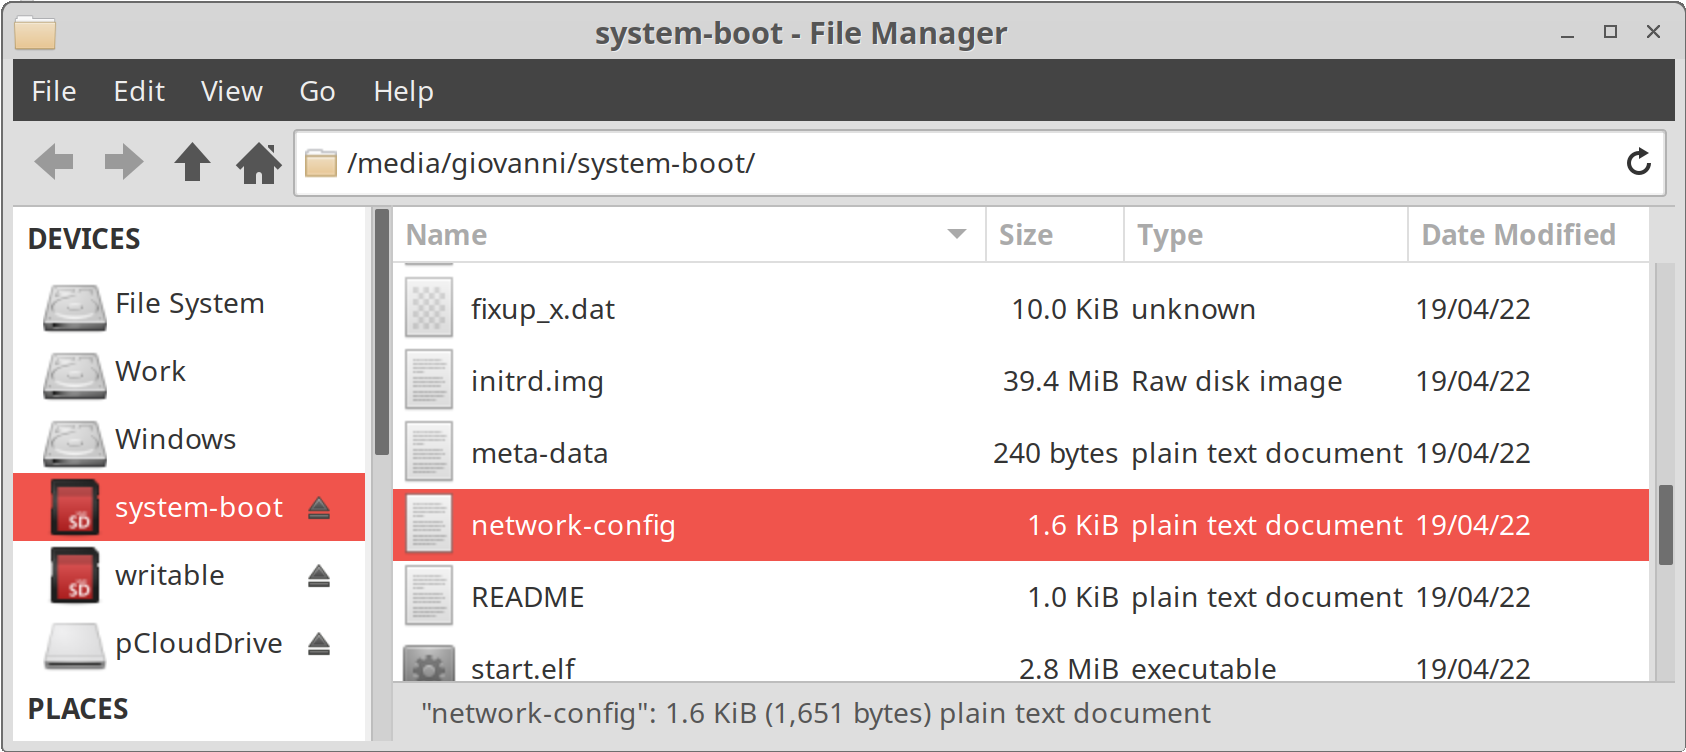 system-boot - File Manager
File Edit View Go Help
/media/giovanni/system-boot/
DEVICES
File System
Work
Windows
SD system-boot
SD writable
pCloudDrive
PLACES
Name Size Type Date Modified
fixup_x.dat 10.0 KiB unknown 19/04/22
initrd.img 39.4 MiB Raw disk image 19/04/22
meta-data 240 bytes plain text document 19/04/22
network-config 1.6 KiB plain text document 19/04/22
README 1.0 KiB plain text document 19/04/22
start.elf 2.8 MiB executable 19/04/22
"network-config": 1.6 KiB (1,651 bytes) plain text document